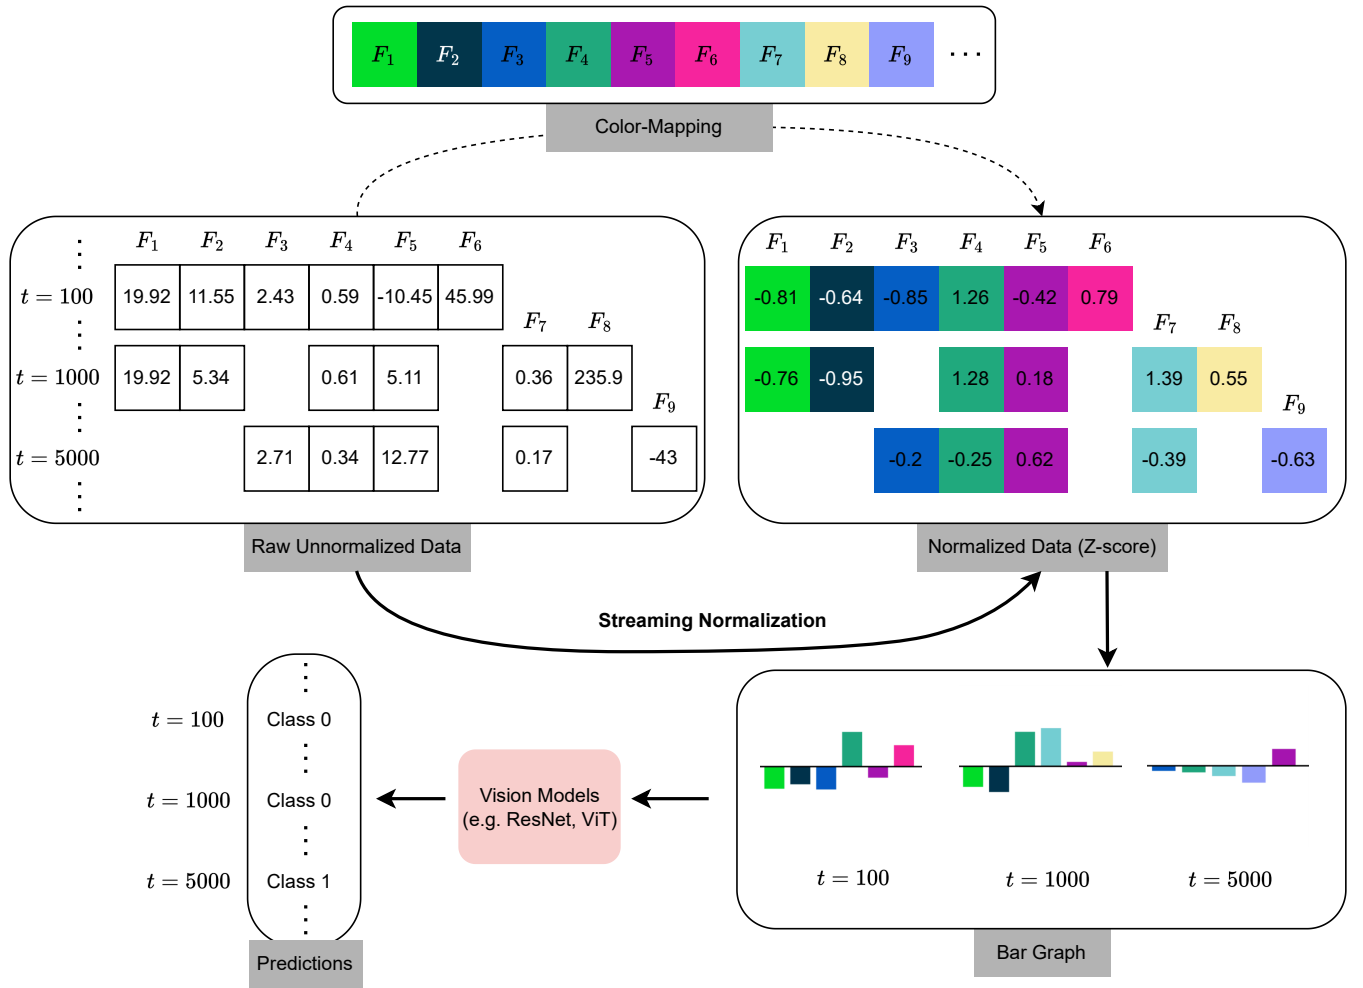 F1 F2 F3 F4 F5 F6 F7 F8 F9 ...
Color-Mapping
F1 F2 F3 F4 F5 F6
t = 100 19.92 11.55 2.43 0.59 -10.45 45.99
F7 F8
t = 1000 19.92 5.34 0.61 5.11 0.36 235.9
F9
t = 5000 2.71 0.34 12.77 0.17 -43
Raw Unnormalized Data
F1 F2 F3 F4 F5 F6
-0.81 -0.64 -0.85 1.26 -0.42 0.79
F7 F8
-0.76 -0.95 1.28 0.18 1.39 0.55
F9
-0.2 -0.25 0.62 -0.39 -0.63
Normalized Data (Z-score)
Streaming Normalization
t = 100 t = 1000 t = 5000
Bar Graph
Vision Models
(e.g. ResNet, ViT)
t = 100 Class 0
t = 1000 Class 0
t = 5000 Class 1
Predictions